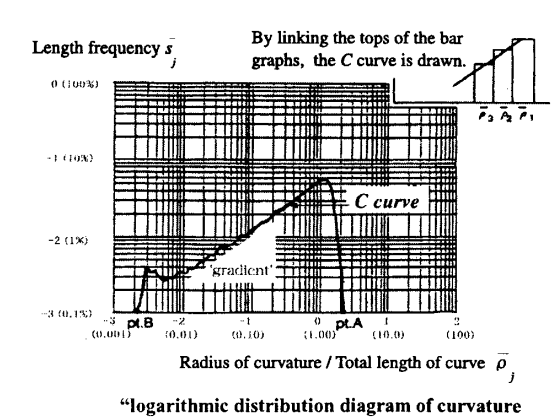 Length frequency s̄ j
By linking the tops of the bar
graphs, the C curve is drawn.
ρ̄3 ρ̄2 ρ̄1
0 (100%)
-1 (10%)
C curve
-2 (1%)
'gradient'
-3 (0.1%)
-3 pt.B -2 -1 0 pt.A 1 2
(0.001) (0.01) (0.10) (1.00) (10.0) (100)
Radius of curvature / Total length of curve ρ̄ j
"logarithmic distribution diagram of curvature